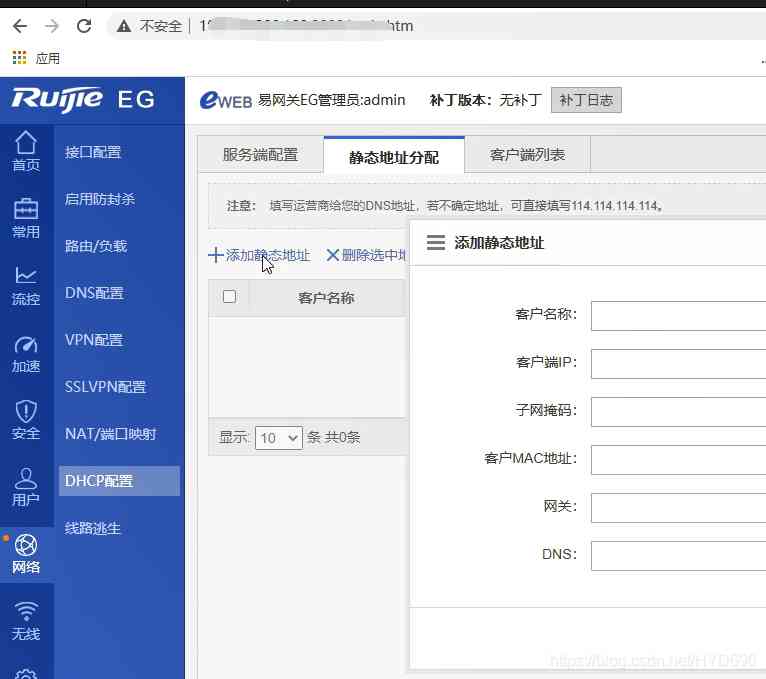 不安全
应用
Ruijie EG
eWEB 易网关EG管理员:admin 补丁版本：无补丁 补丁日志
首页
常用
流控
加速
安全
用户
网络
无线
接口配置
启用防封杀
路由/负载
DNS配置
VPN配置
SSLVPN配置
NAT/端口映射
DHCP配置
线路逃生
服务端配置 静态地址分配 客户端列表
注意： 填写运营商给您的DNS地址，若不确定地址，可直接填写114.114.114.114。
添加静态地址 删除选中
客户名称
显示: 10 条 共0条
添加静态地址
客户名称：
客户端IP：
子网掩码：
客户MAC地址：
网关：
DNS：
https://blog.csdn.net/HYD696